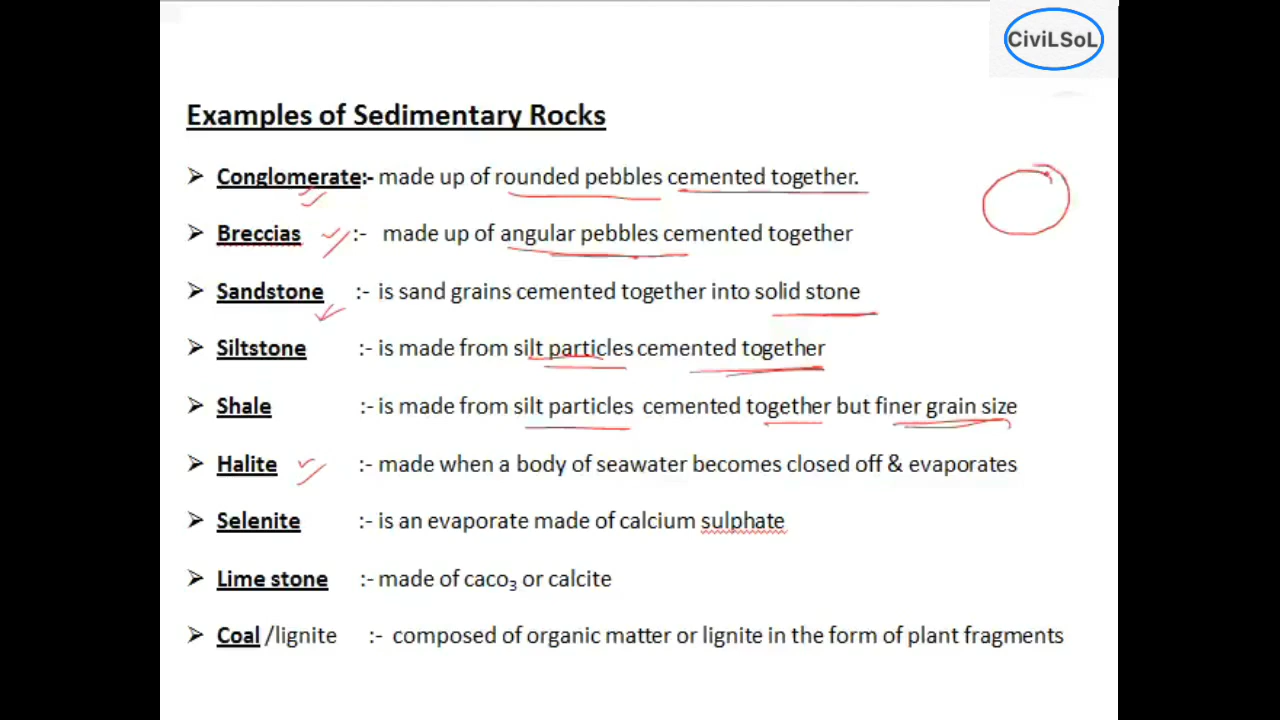 CiviLSoL
Examples of Sedimentary Rocks
➢ Conglomerate:- made up of rounded pebbles cemented together.
➢ Breccias :- made up of angular pebbles cemented together
➢ Sandstone :- is sand grains cemented together into solid stone
➢ Siltstone :- is made from silt particles cemented together
➢ Shale :- is made from silt particles cemented together but finer grain size
➢ Halite :- made when a body of seawater becomes closed off & evaporates
➢ Selenite :- is an evaporate made of calcium sulphate
➢ Lime stone :- made of caco₃ or calcite
➢ Coal /lignite :- composed of organic matter or lignite in the form of plant fragments